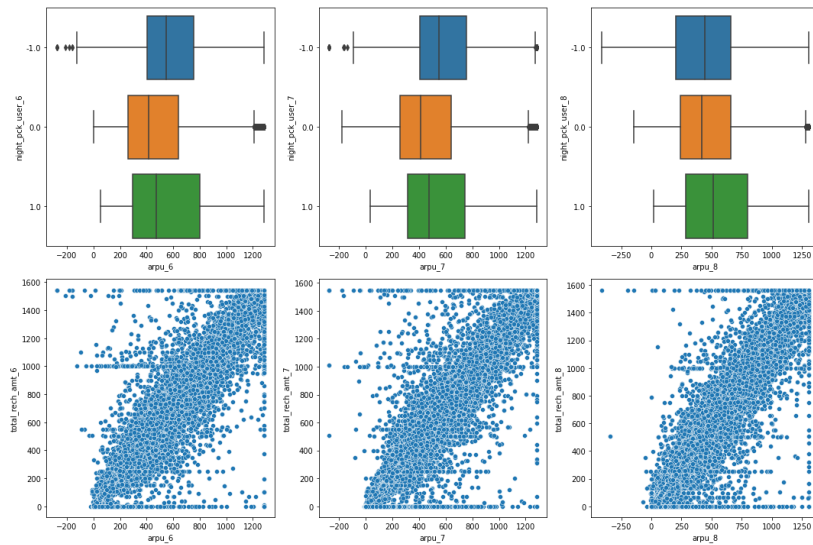 night_pck_user_6
-1.0
0.0
1.0
−200 0 200 400 600 800 1000 1200
arpu_6
night_pck_user_7
-1.0
0.0
1.0
−200 0 200 400 600 800 1000 1200
arpu_7
night_pck_user_8
-1.0
0.0
1.0
−250 0 250 500 750 1000 1250
arpu_8
total_rech_amt_6
1600
1400
1200
1000
800
600
400
200
0
−200 0 200 400 600 800 1000 1200
arpu_6
total_rech_amt_7
1600
1400
1200
1000
800
600
400
200
0
−200 0 200 400 600 800 1000 1200
arpu_7
total_rech_amt_8
1600
1400
1200
1000
800
600
400
200
0
−250 0 250 500 750 1000 1250
arpu_8